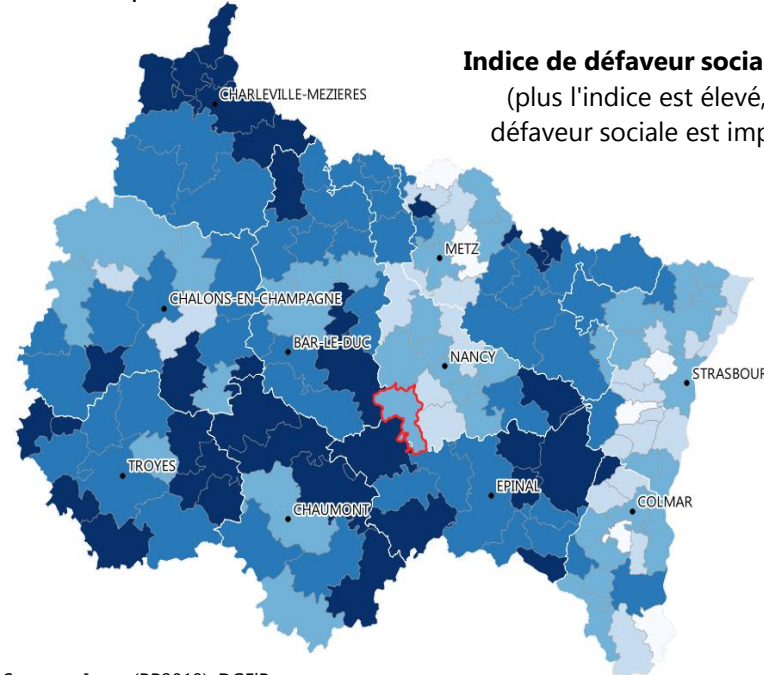 Indice de défaveur socia
(plus l'indice est élevé,
défaveur sociale est imp
CHARLEVILLE-MEZIERES
METZ
CHALONS-EN-CHAMPAGNE
BAR-LE-DUC
NANCY
STRASBOUR
TROYES
EPINAL
CHAUMONT
COLMAR